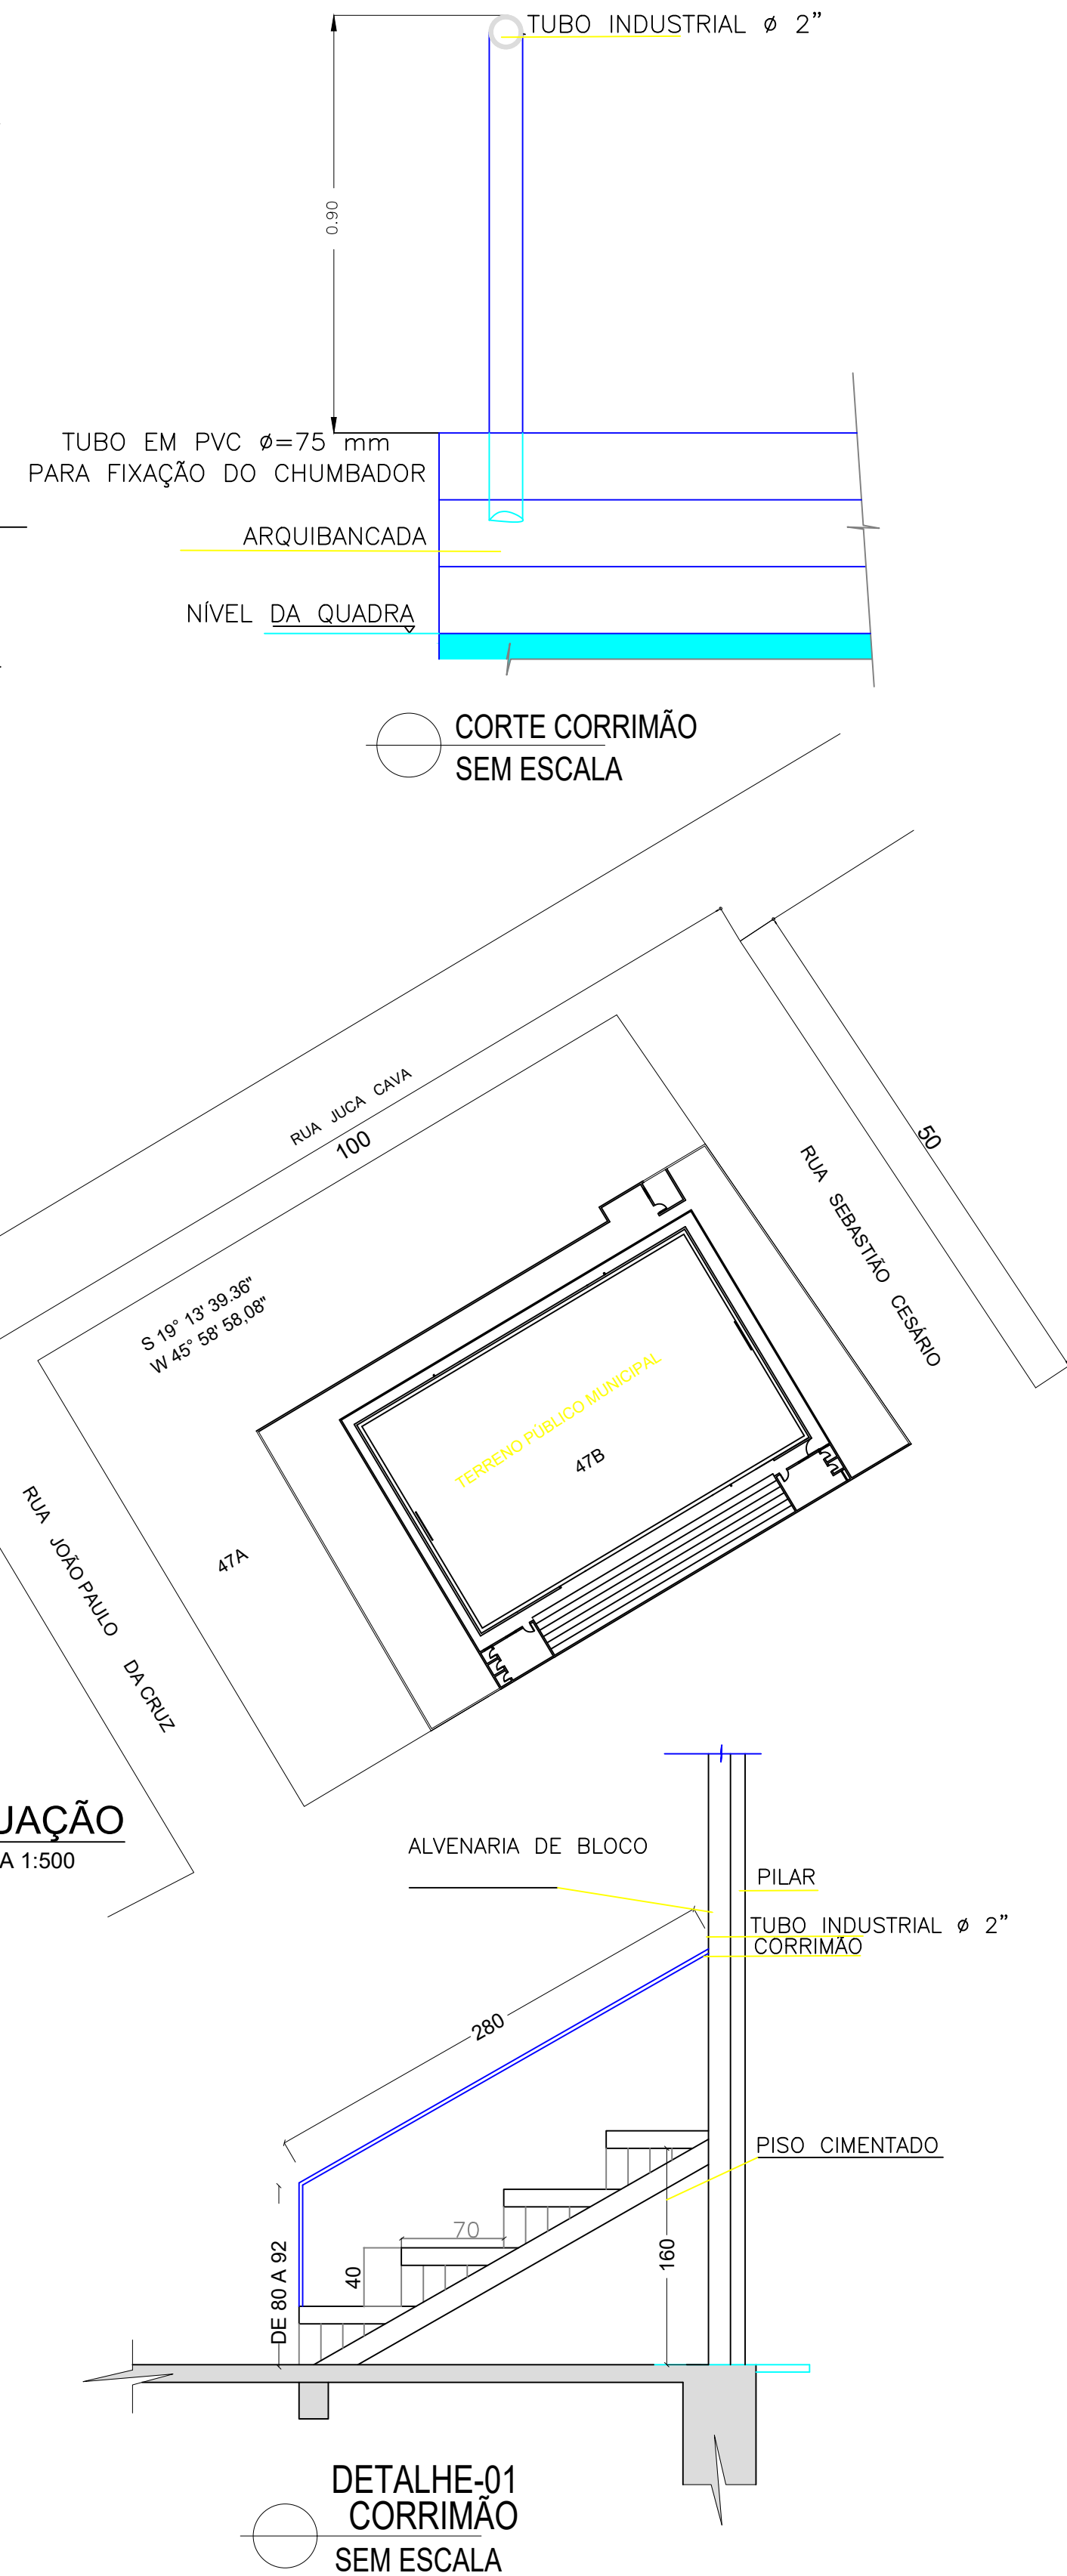 TUBO INDUSTRIAL ø 2"
0.90
TUBO EM PVC ø=75 mm
PARA FIXAÇÃO DO CHUMBADOR
ARQUIBANCADA
NÍVEL DA QUADRA
CORTE CORRIMÃO
SEM ESCALA
RUA JUCA CAVA
100
50
RUA SEBASTIÃO CESÁRIO
S 19° 13' 39.36"
W 45° 58' 58,08"
TERRENO PÚBLICO MUNICIPAL
47B
47A
RUA JOÃO PAULO DA CRUZ
UAÇÃO
A 1:500
ALVENARIA DE BLOCO
PILAR
TUBO INDUSTRIAL ø 2"
CORRIMÃO
280
PISO CIMENTADO
70
40
160
DE 80 A 92
DETALHE-01
CORRIMÃO
SEM ESCALA